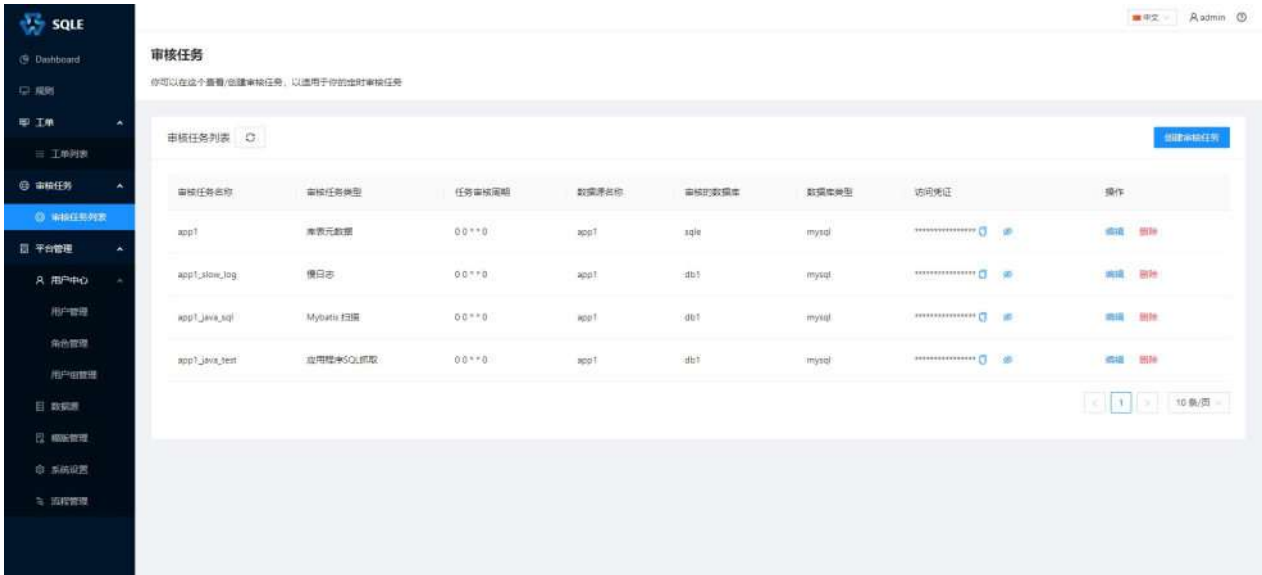 SQLE
中文
admin
Dashboard
规则
工单
工单列表
审核任务
审核任务列表
平台管理
用户中心
用户管理
角色管理
用户组管理
数据源
模版管理
系统设置
流程管理
审核任务
你可以在这个查看/创建审核任务，以适用于你的定时审核任务
审核任务列表
创建审核任务
审核任务名称 审核任务类型 任务审核周期 数据源名称 审核的数据库 数据库类型 访问凭证 操作
app1 库表元数据 0 0 * * 0 app1 sqle mysql **************** 编辑 删除
app1_slow_log 慢日志 0 0 * * 0 app1 db1 mysql **************** 编辑 删除
app1_java_sql Mybatis 扫描 0 0 * * 0 app1 db1 mysql **************** 编辑 删除
app1_java_test 应用程序SQL抓取 0 0 * * 0 app1 db1 mysql **************** 编辑 删除
< 1 > 10 条/页